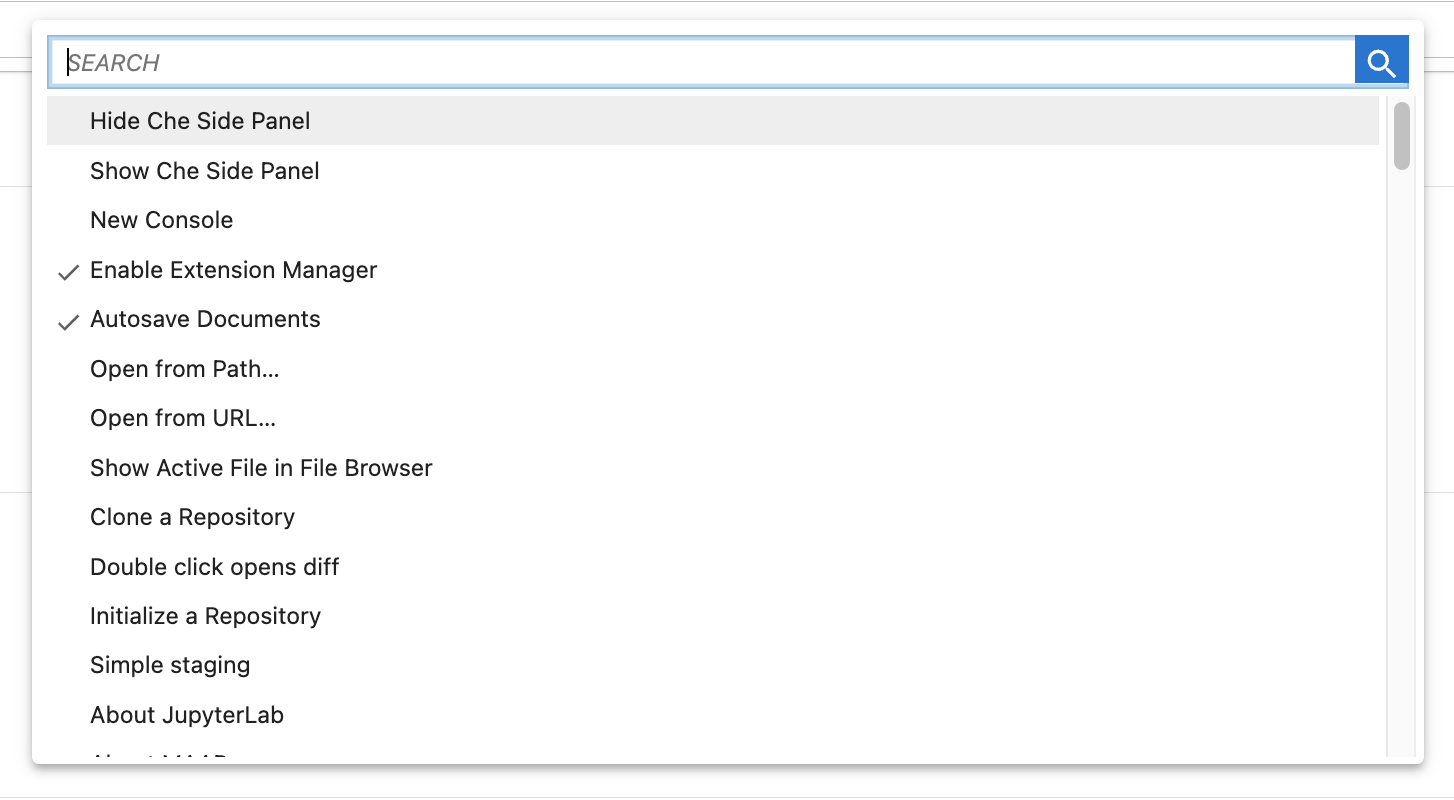 SEARCH
Hide Che Side Panel
Show Che Side Panel
New Console
Enable Extension Manager
Autosave Documents
Open from Path...
Open from URL...
Show Active File in File Browser
Clone a Repository
Double click opens diff
Initialize a Repository
Simple staging
About JupyterLab